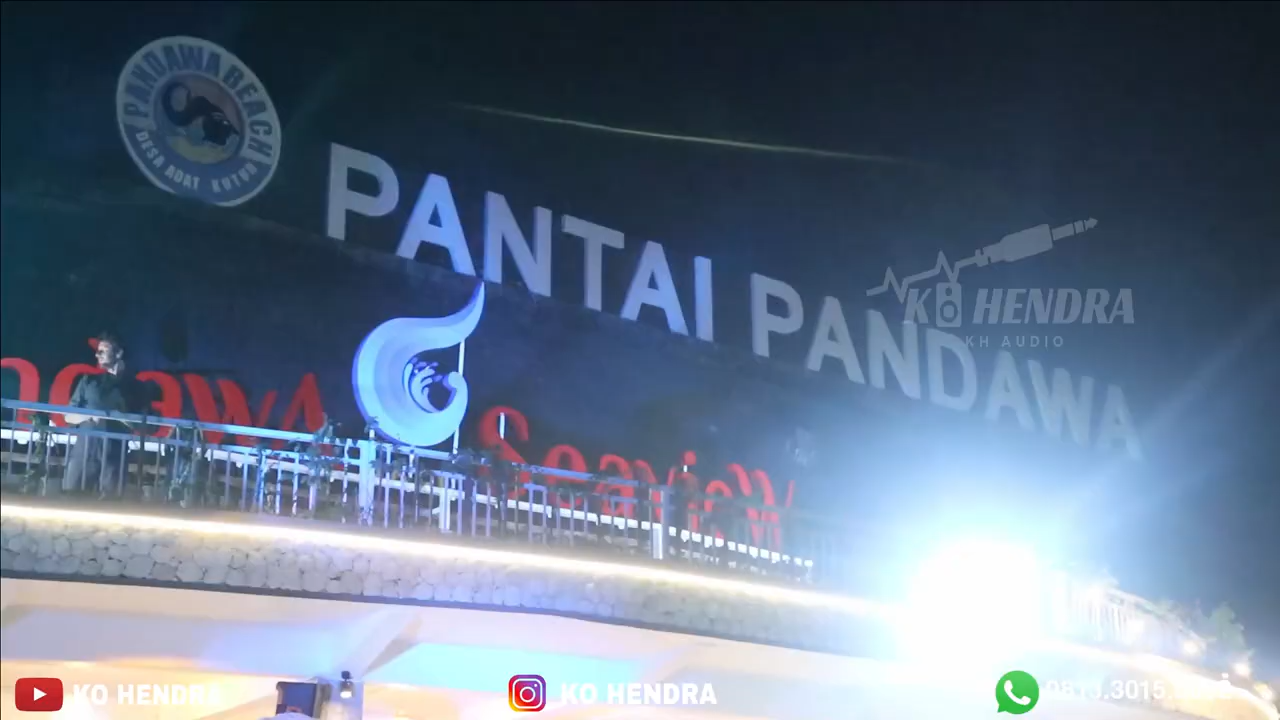 PANDAWA BEACH
DESA ADAT KUTUH
PANTAI PANDAWA
KO HENDRA
KH AUDIO
Seaview
KO HENDRA
KO HENDRA